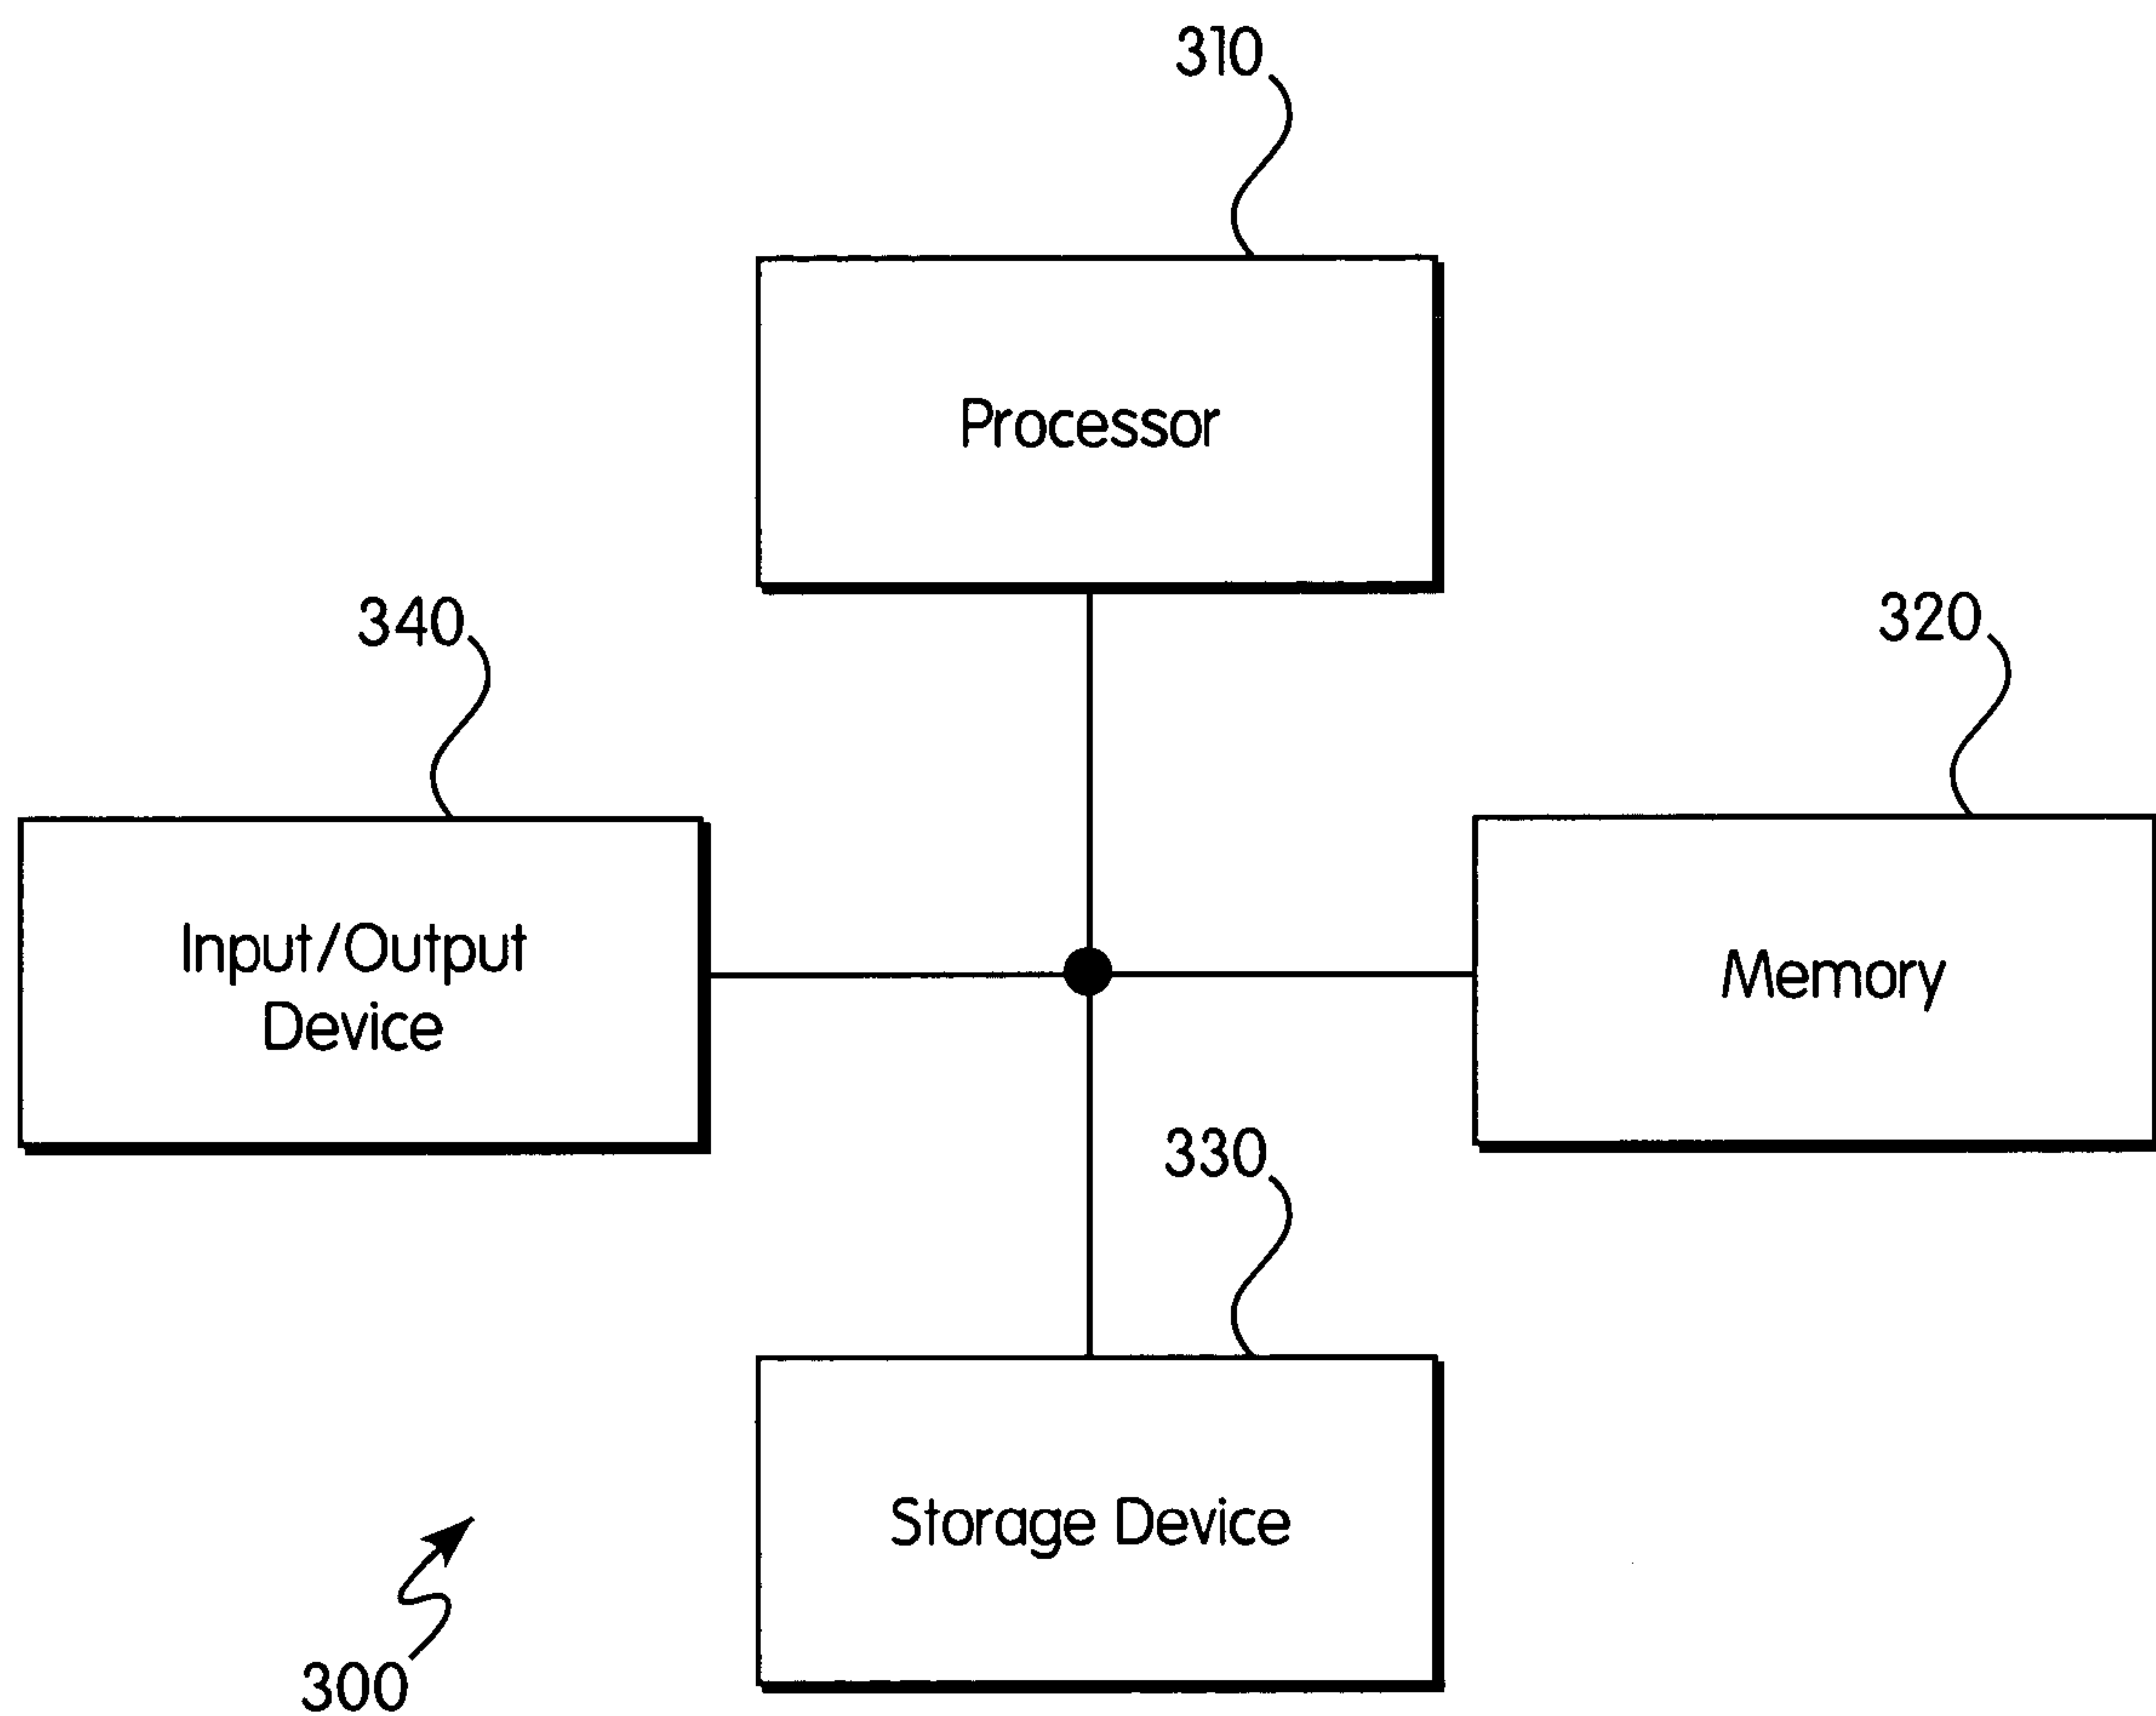 310
Processor
340
320
Input/Output
Device
Memory
330
Storage Device
300